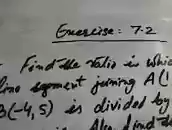 Exercise: 7.2
Find the ratio in which
line segment joining A(1
B(-4,5) is divided by
Also find the